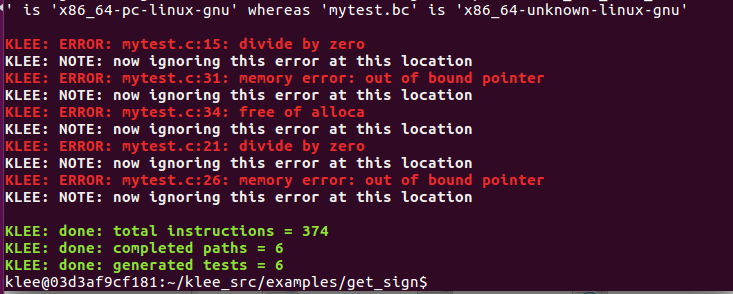 ' is 'x86_64-pc-linux-gnu' whereas 'mytest.bc' is 'x86_64-unknown-linux-gnu'
KLEE: ERROR: mytest.c:15: divide by zero
KLEE: NOTE: now ignoring this error at this location
KLEE: ERROR: mytest.c:31: memory error: out of bound pointer
KLEE: NOTE: now ignoring this error at this location
KLEE: ERROR: mytest.c:34: free of alloca
KLEE: NOTE: now ignoring this error at this location
KLEE: ERROR: mytest.c:21: divide by zero
KLEE: NOTE: now ignoring this error at this location
KLEE: ERROR: mytest.c:26: memory error: out of bound pointer
KLEE: NOTE: now ignoring this error at this location
KLEE: done: total instructions = 374
KLEE: done: completed paths = 6
KLEE: done: generated tests = 6
klee@03d3af9cf181:~/klee_src/examples/get_sign$